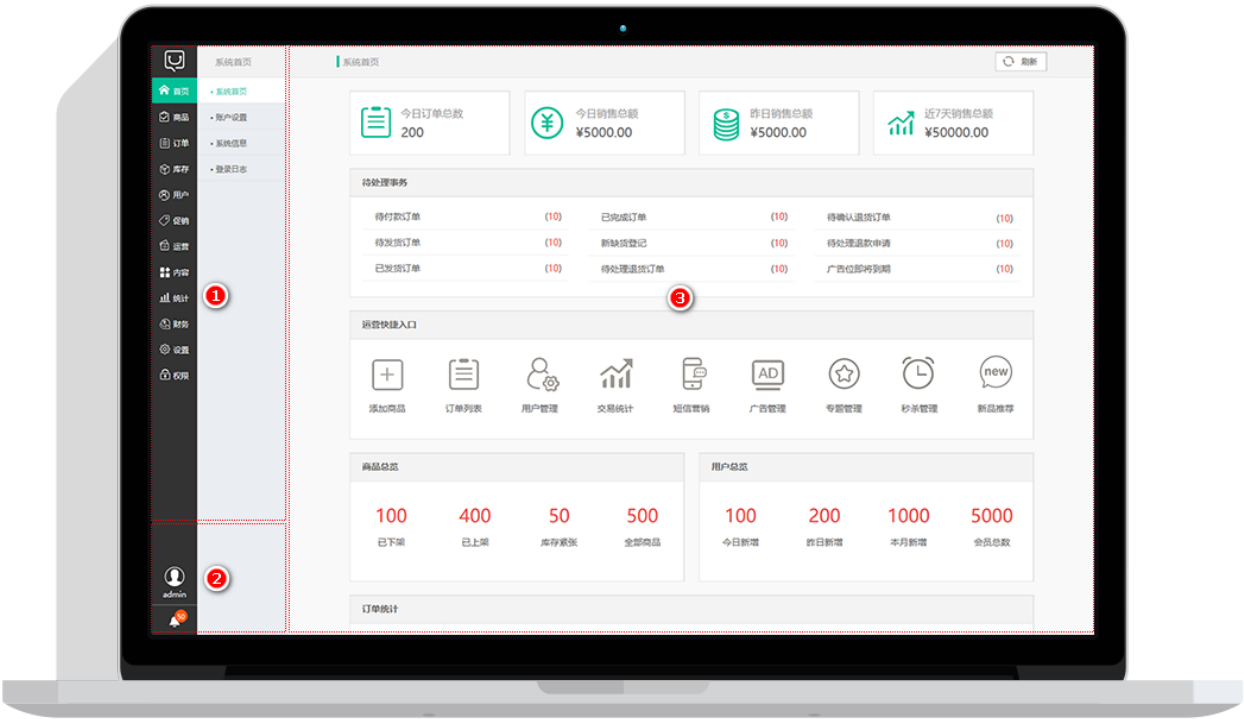 系统首页
首页
商品
订单
库存
用户
促销
运营
内容
统计
财务
设置
权限
admin
50
• 系统首页
• 账户设置
• 系统信息
• 登录日志
1
2
系统首页
刷新
今日订单总数
200
今日销售总额
¥5000.00
昨日销售总额
¥5000.00
近7天销售总额
¥50000.00
待处理事务
待付款订单 (10) 已完成订单 (10) 待确认退货订单 (10)
待发货订单 (10) 新缺货登记 (10) 待处理退款申请 (10)
已发货订单 (10) 待处理退货订单 (10) 广告位即将到期 (10)
3
运营快捷入口
AD
new
添加商品 订单列表 用户管理 交易统计 短信营销 广告管理 专题管理 秒杀管理 新品推荐
商品总览
100 400 50 500
已下架 已上架 库存紧张 全部商品
用户总览
100 200 1000 5000
今日新增 昨日新增 本月新增 会员总数
订单统计